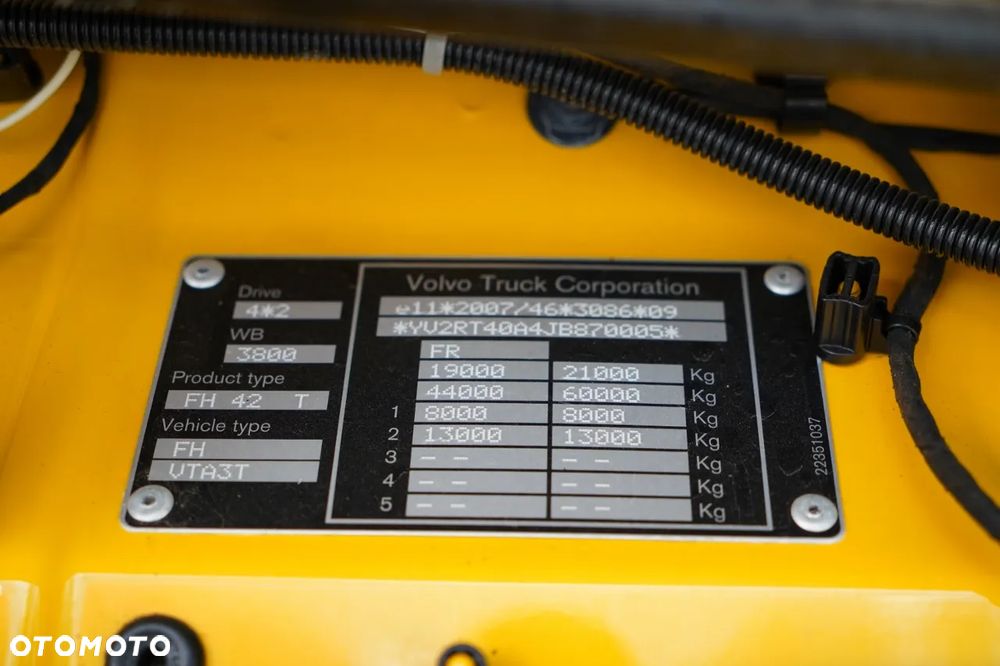 Drive
4*2
WB
3800
Product type
FH 42 T
Vehicle type
FH
VTA3T
Volvo Truck Corporation
e11*2007/46*3086*09
*YV2RT40A4JB870005*
FR
19000 21000 Kg
44000 60000 Kg
1 8000 8000 Kg
2 13000 13000 Kg
3 - - - - Kg
4 - - - - Kg
5 - - - - Kg
22351037
OTOMOTO